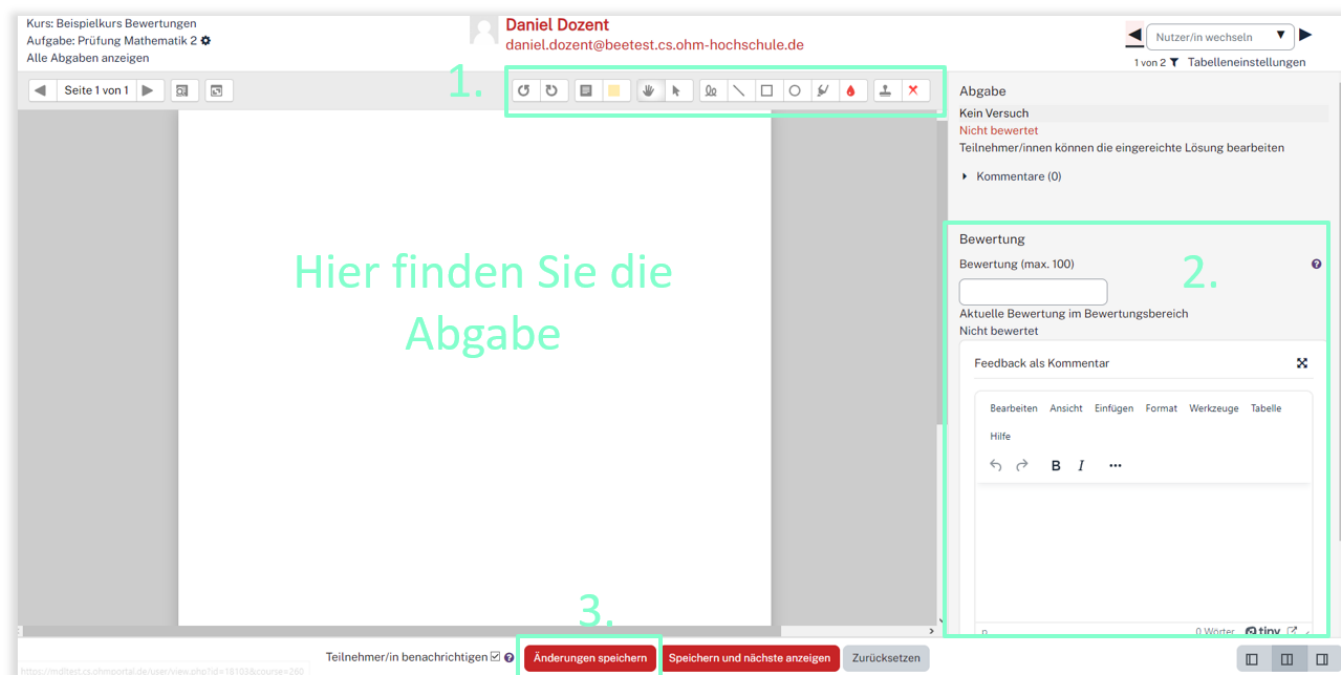 Kurs: Beispielkurs Bewertungen
Aufgabe: Prüfung Mathematik 2
Alle Abgaben anzeigen
Daniel Dozent
daniel.dozent@beetest.cs.ohm-hochschule.de
Nutzer/in wechseln
1 von 2 Tabelleneinstellungen
Seite 1 von 1
1.
Abgabe
Kein Versuch
Nicht bewertet
Teilnehmer/innen können die eingereichte Lösung bearbeiten
Kommentare (0)
Hier finden Sie die
Abgabe
Bewertung
Bewertung (max. 100)
2.
Aktuelle Bewertung im Bewertungsbereich
Nicht bewertet
Feedback als Kommentar
Bearbeiten Ansicht Einfügen Format Werkzeuge Tabelle
Hilfe
B I
0 Wörter tiny
3.
Teilnehmer/in benachrichtigen
Änderungen speichern
Speichern und nächste anzeigen
Zurücksetzen